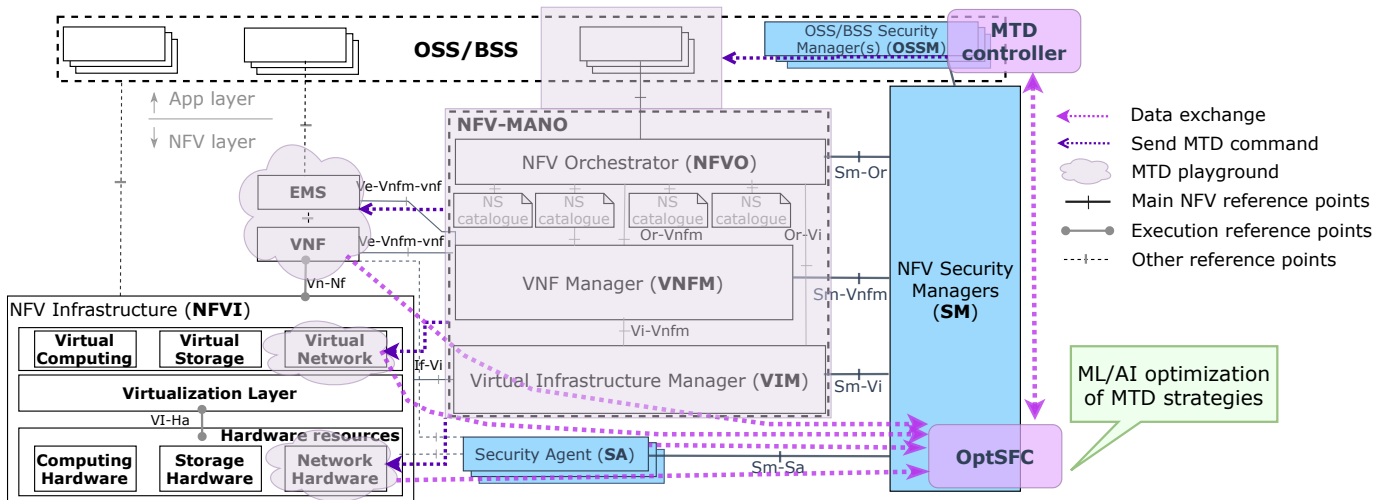 OSS/BSS
OSS/BSS Security
Manager(s) (OSSM)
MTD
controller
App layer
NFV layer
NFV-MANO
NFV Orchestrator (NFVO)
Sm-Or
NS
catalogue
NS
catalogue
NS
catalogue
NS
catalogue
Or-Vnfm
Or-Vi
EMS
Ve-Vnfm-vnf
VNF
Ve-Vnfm-vnf
Vn-Nf
VNF Manager (VNFM)
Sm-Vnfm
NFV Security
Managers
(SM)
Vi-Vnfm
Virtual Infrastructure Manager (VIM)
Sm-Vi
NFV Infrastructure (NFVI)
Virtual
Computing
Virtual
Storage
Virtual
Network
If-Vi
Virtualization Layer
VI-Ha
Hardware resources
Computing
Hardware
Storage
Hardware
Network
Hardware
Security Agent (SA)
Sm-Sa
OptSFC
Data exchange
Send MTD command
MTD playground
Main NFV reference points
Execution reference points
Other reference points
ML/AI optimization
of MTD strategies